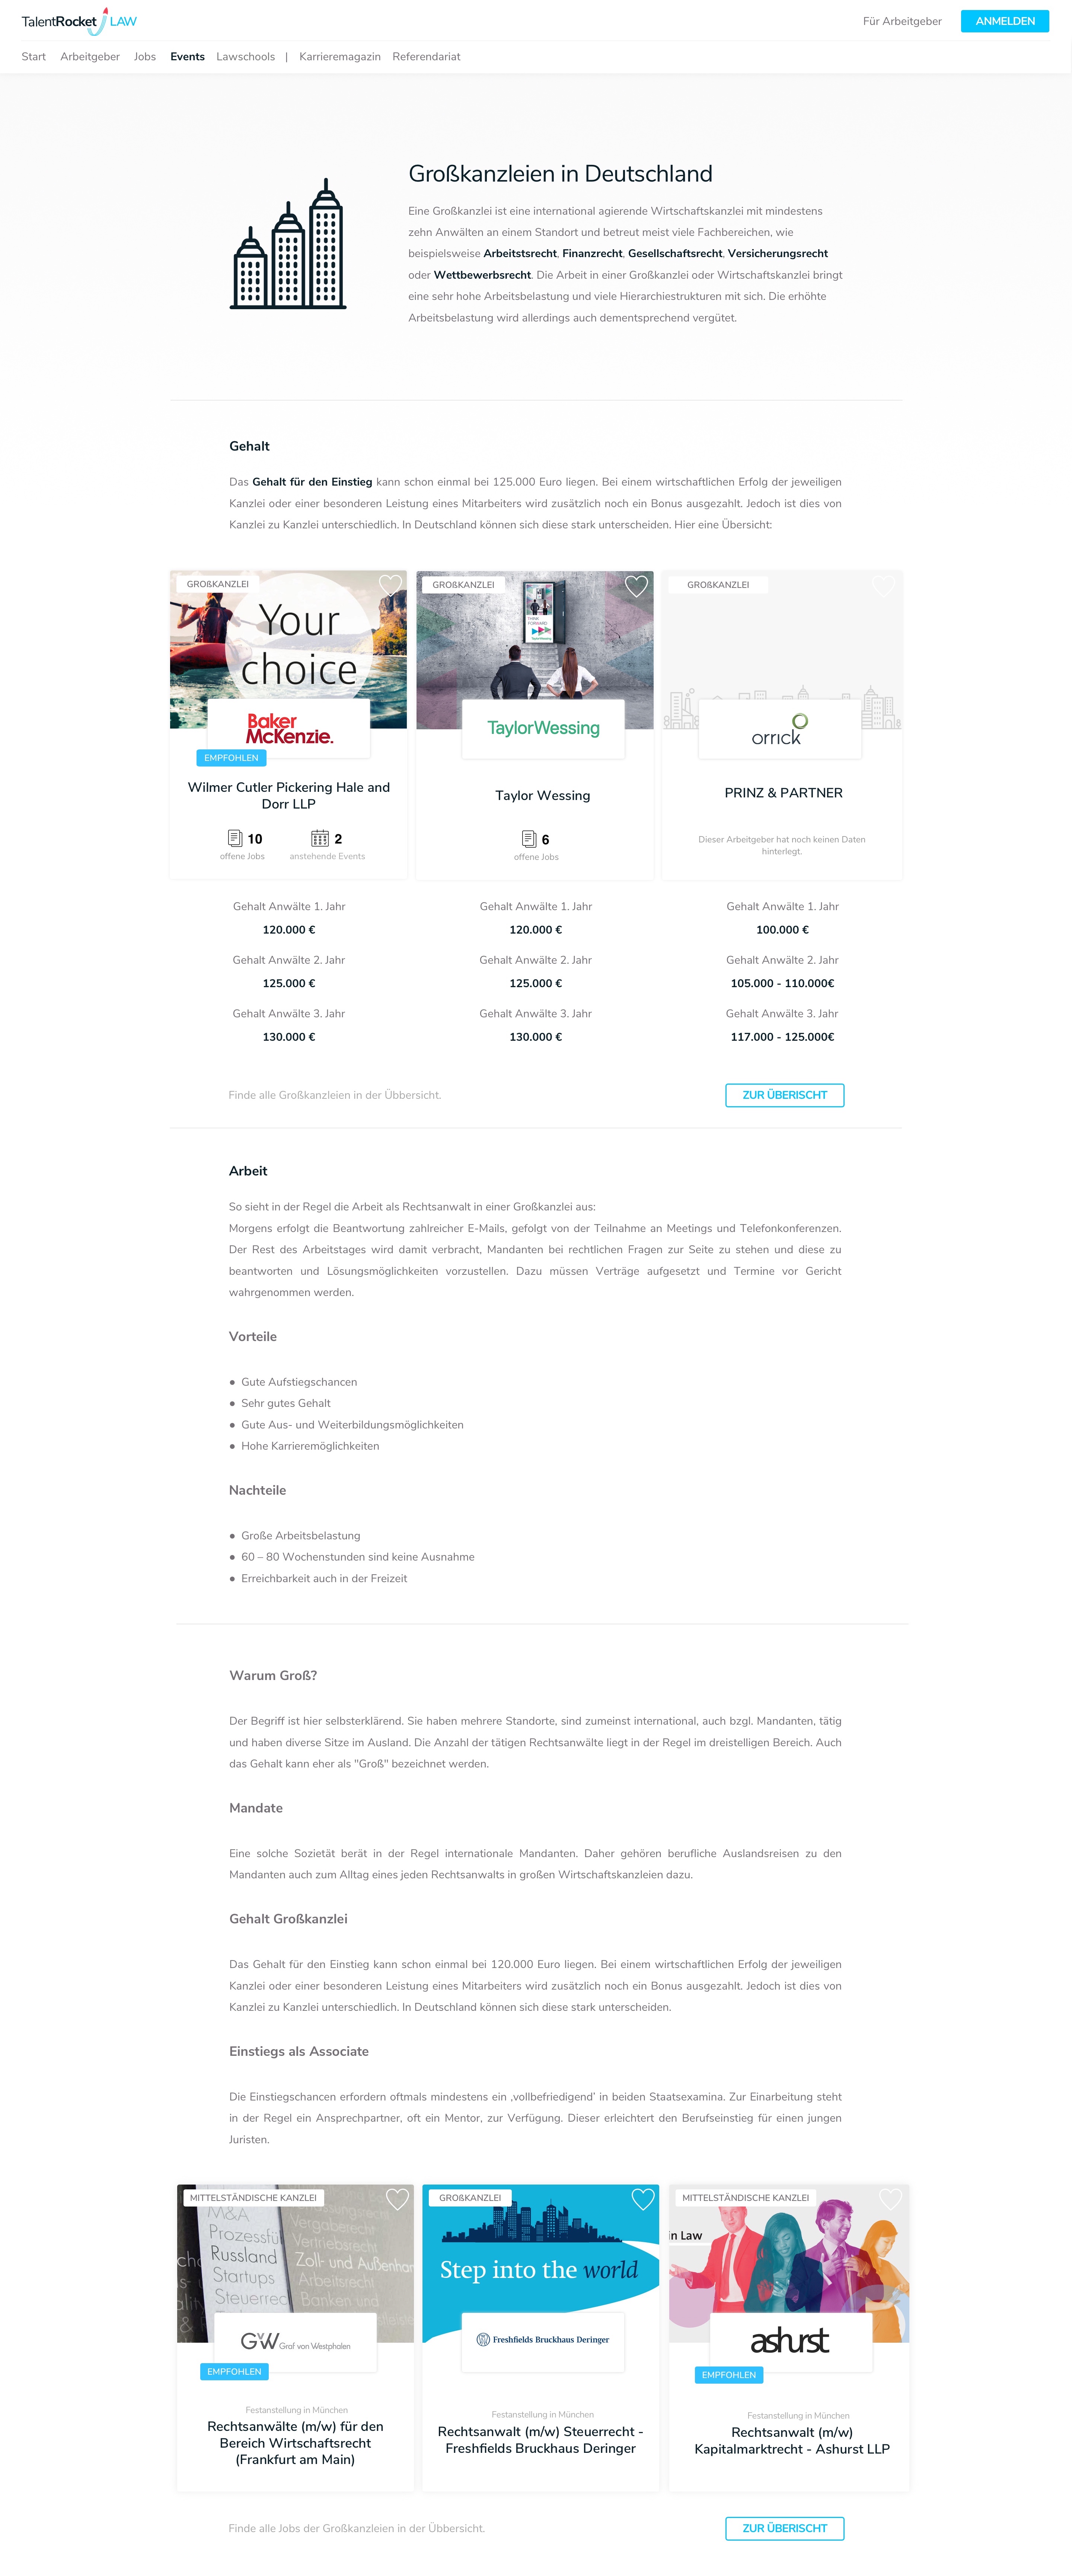 TalentRocket LAW
Für Arbeitgeber
ANMELDEN
Start Arbeitgeber Jobs Events Lawschools | Karrieremagazin Referendariat
Großkanzleien in Deutschland
Eine Großkanzlei ist eine international agierende Wirtschaftskanzlei mit mindestens
zehn Anwälten an einem Standort und betreut meist viele Fachbereichen, wie
beispielsweise Arbeitstsrecht, Finanzrecht, Gesellschaftsrecht, Versicherungsrecht
oder Wettbewerbsrecht. Die Arbeit in einer Großkanzlei oder Wirtschaftskanzlei bringt
eine sehr hohe Arbeitsbelastung und viele Hierarchiestrukturen mit sich. Die erhöhte
Arbeitsbelastung wird allerdings auch dementsprechend vergütet.
Gehalt
Das Gehalt für den Einstieg kann schon einmal bei 125.000 Euro liegen. Bei einem wirtschaftlichen Erfolg der jeweiligen
Kanzlei oder einer besonderen Leistung eines Mitarbeiters wird zusätzlich noch ein Bonus ausgezahlt. Jedoch ist dies von
Kanzlei zu Kanzlei unterschiedlich. In Deutschland können sich diese stark unterscheiden. Hier eine Übersicht:
GROßKANZLEI
Your
choice
Baker
McKenzie.
EMPFOHLEN
Wilmer Cutler Pickering Hale and
Dorr LLP
10
offene Jobs
2
anstehende Events
Gehalt Anwälte 1. Jahr
120.000 €
Gehalt Anwälte 2. Jahr
125.000 €
Gehalt Anwälte 3. Jahr
130.000 €
GROßKANZLEI
THINK
FORWARD
TaylorWessing
TaylorWessing
Taylor Wessing
6
offene Jobs
Gehalt Anwälte 1. Jahr
120.000 €
Gehalt Anwälte 2. Jahr
125.000 €
Gehalt Anwälte 3. Jahr
130.000 €
GROßKANZLEI
orrick
PRINZ & PARTNER
Dieser Arbeitgeber hat noch keinen Daten
hinterlegt.
Gehalt Anwälte 1. Jahr
100.000 €
Gehalt Anwälte 2. Jahr
105.000 - 110.000€
Gehalt Anwälte 3. Jahr
117.000 - 125.000€
Finde alle Großkanzleien in der Übbersicht.
ZUR ÜBERISCHT
Arbeit
So sieht in der Regel die Arbeit als Rechtsanwalt in einer Großkanzlei aus:
Morgens erfolgt die Beantwortung zahlreicher E-Mails, gefolgt von der Teilnahme an Meetings und Telefonkonferenzen.
Der Rest des Arbeitstages wird damit verbracht, Mandanten bei rechtlichen Fragen zur Seite zu stehen und diese zu
beantworten und Lösungsmöglichkeiten vorzustellen. Dazu müssen Verträge aufgesetzt und Termine vor Gericht
wahrgenommen werden.
Vorteile
● Gute Aufstiegschancen
● Sehr gutes Gehalt
● Gute Aus- und Weiterbildungsmöglichkeiten
● Hohe Karrieremöglichkeiten
Nachteile
● Große Arbeitsbelastung
● 60 – 80 Wochenstunden sind keine Ausnahme
● Erreichbarkeit auch in der Freizeit
Warum Groß?
Der Begriff ist hier selbsterklärend. Sie haben mehrere Standorte, sind zumeinst international, auch bzgl. Mandanten, tätig
und haben diverse Sitze im Ausland. Die Anzahl der tätigen Rechtsanwälte liegt in der Regel im dreistelligen Bereich. Auch
das Gehalt kann eher als "Groß" bezeichnet werden.
Mandate
Eine solche Sozietät berät in der Regel internationale Mandanten. Daher gehören berufliche Auslandsreisen zu den
Mandanten auch zum Alltag eines jeden Rechtsanwalts in großen Wirtschaftskanzleien dazu.
Gehalt Großkanzlei
Das Gehalt für den Einstieg kann schon einmal bei 120.000 Euro liegen. Bei einem wirtschaftlichen Erfolg der jeweiligen
Kanzlei oder einer besonderen Leistung eines Mitarbeiters wird zusätzlich noch ein Bonus ausgezahlt. Jedoch ist dies von
Kanzlei zu Kanzlei unterschiedlich. In Deutschland können sich diese stark unterscheiden.
Einstiegs als Associate
Die Einstiegschancen erfordern oftmals mindestens ein ‚vollbefriedigend' in beiden Staatsexamina. Zur Einarbeitung steht
in der Regel ein Ansprechpartner, oft ein Mentor, zur Verfügung. Dieser erleichtert den Berufseinstieg für einen jungen
Juristen.
MITTELSTÄNDISCHE KANZLEI
M&A
Prozessfü
Russland
Startups
Steuerrec
Vergaberecht
Vertriebsrecht
Zoll- und Außenhan
Arbeitsrecht
Banken und
GvW Graf von Westphalen
EMPFOHLEN
Festanstellung in München
Rechtsanwälte (m/w) für den
Bereich Wirtschaftsrecht
(Frankfurt am Main)
GROßKANZLEI
Step into the world
Freshfields Bruckhaus Deringer
Festanstellung in München
Rechtsanwalt (m/w) Steuerrecht -
Freshfields Bruckhaus Deringer
MITTELSTÄNDISCHE KANZLEI
in Law
ashurst
EMPFOHLEN
Festanstellung in München
Rechtsanwalt (m/w)
Kapitalmarktrecht - Ashurst LLP
Finde alle Jobs der Großkanzleien in der Übbersicht.
ZUR ÜBERISCHT